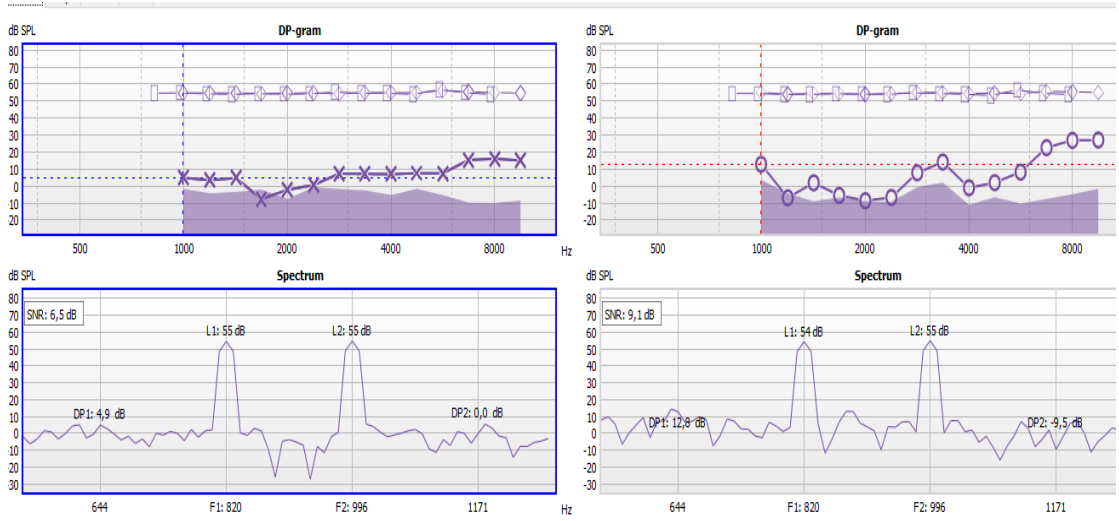 dB SPL
DP-gram
80
70
60
50
40
30
20
10
0
-10
-20
500
1000
2000
4000
8000
Hz
dB SPL
DP-gram
80
70
60
50
40
30
20
10
0
-10
-20
500
1000
2000
4000
8000
dB SPL
Spectrum
80
70
60
50
40
30
20
10
0
-10
-20
-30
SNR: 6,5 dB
L1: 55 dB
L2: 55 dB
DP1: 4,9 dB
DP2: 0,0 dB
644
F1: 820
F2: 996
1171
Hz
dB SPL
Spectrum
80
70
60
50
40
30
20
10
0
-10
-20
-30
SNR: 9,1 dB
L1: 54 dB
L2: 55 dB
DP1: 12,8 dB
DP2: -9,5 dB
644
F1: 820
F2: 996
1171